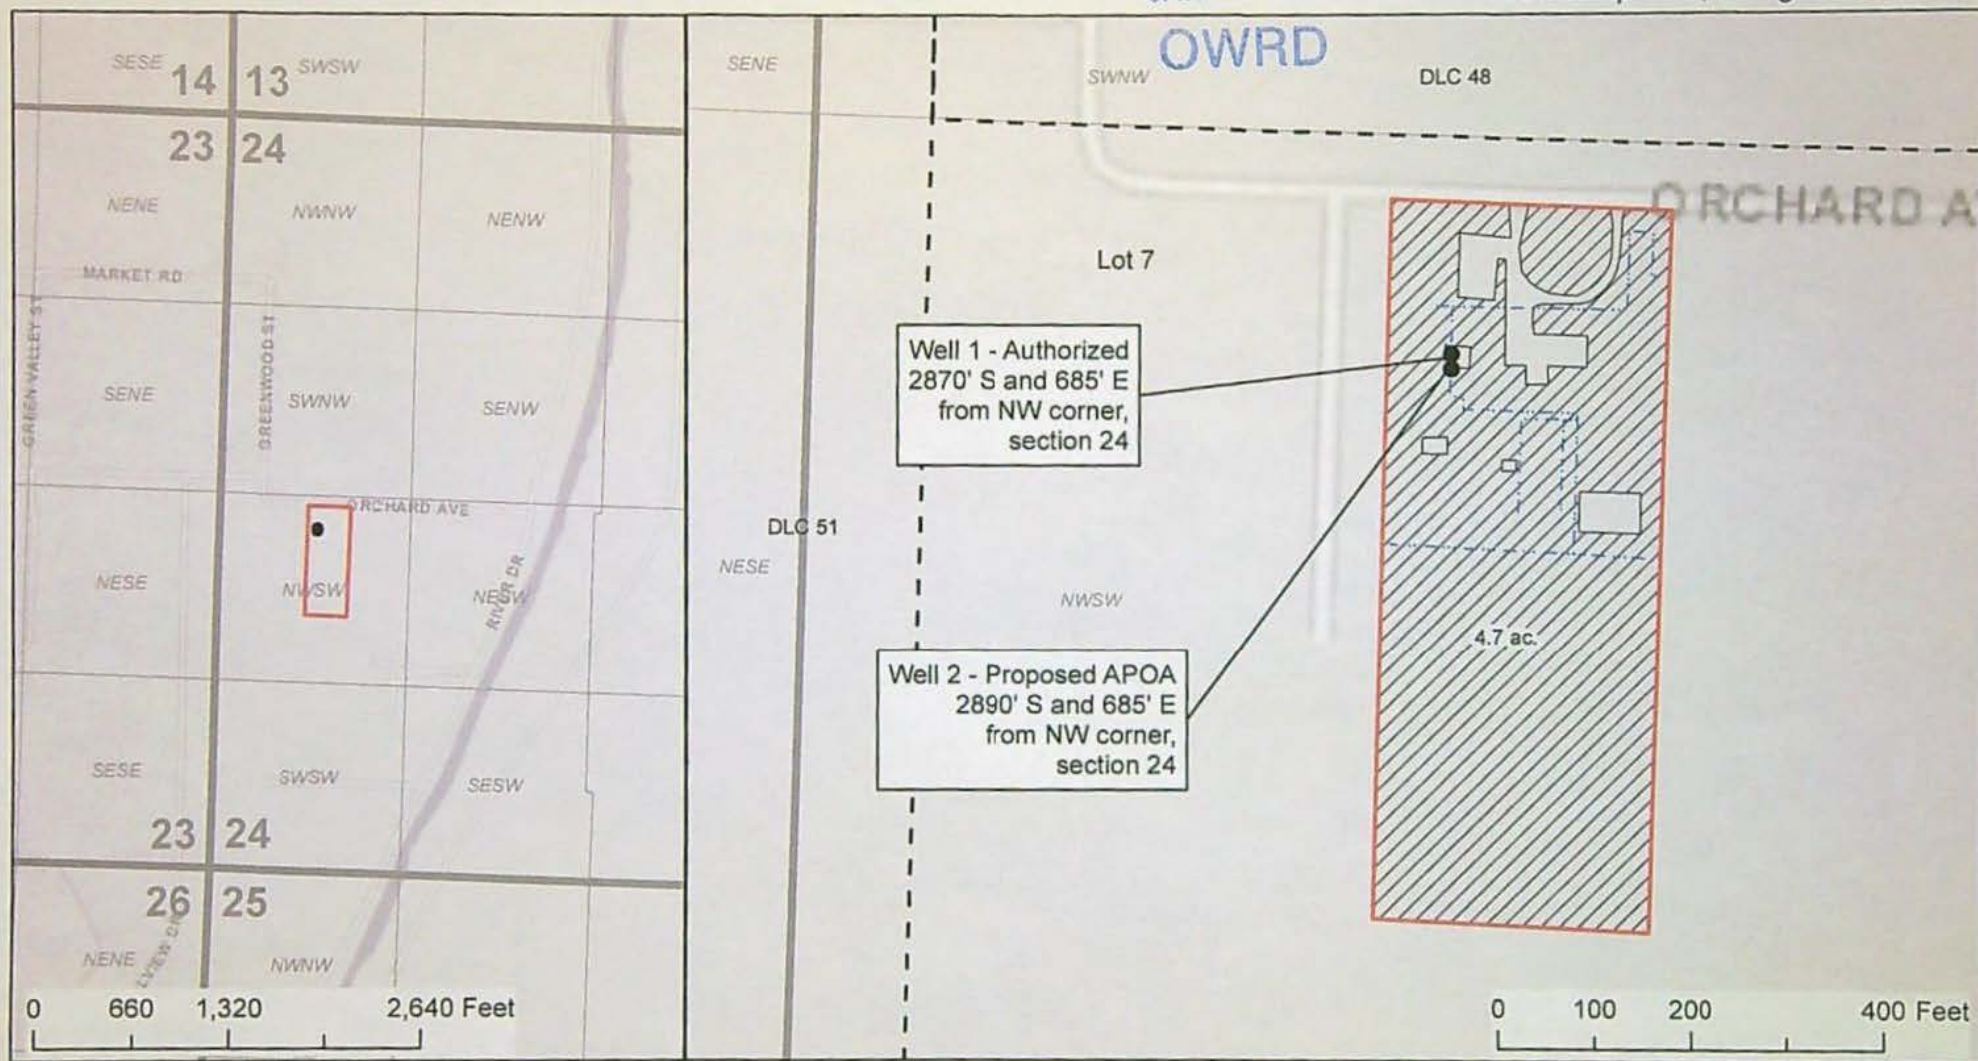 OWRD
SESE 14 13 SWSW
23 24
NENE NWNW NENW
MARKET RD
GREEN VALLEY ST
GREENWOOD ST
SENE SWNW SENW
ORCHARD AVE
NESE NWSW NESW
RIVER DR
SESE SWSW SESW
23 24
26 25
NENE NWNW
0 660 1,320 2,640 Feet
SENE SWNW DLC 48
ORCHARD A
Lot 7
Well 1 - Authorized
2870' S and 685' E
from NW corner,
section 24
DLC 51
NESE NWSW
4.7 ac.
Well 2 - Proposed APOA
2890' S and 685' E
from NW corner,
section 24
0 100 200 400 Feet